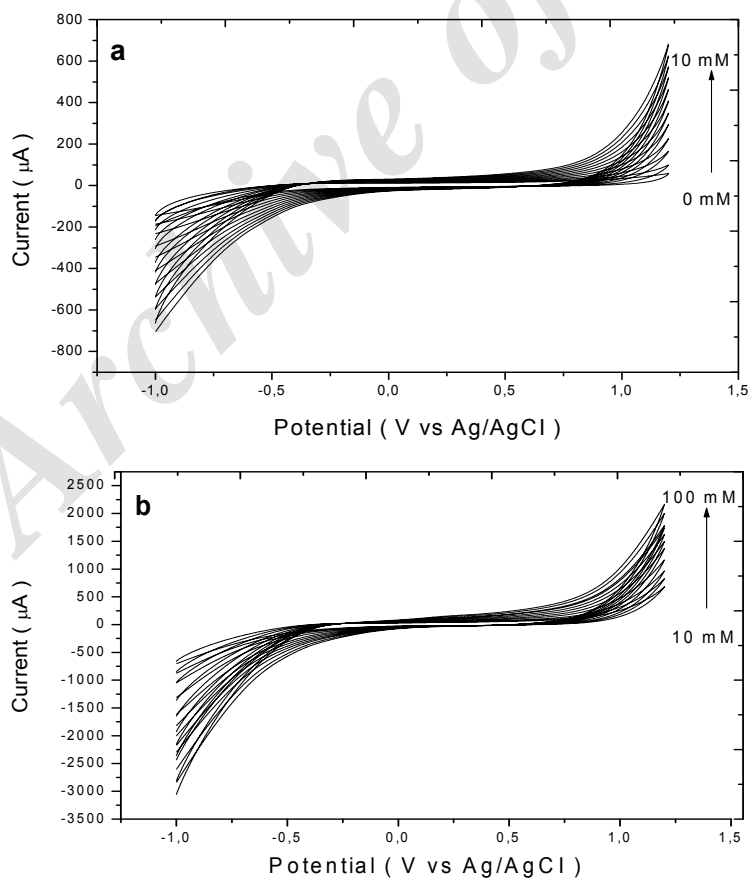 Archive of
a
800
600
400
200
0
-200
-400
-600
-800
Current ( μA )
10 mM
0 mM
-1,0 -0,5 0,0 0,5 1,0 1,5
Potential ( V vs Ag/AgCl )
b
2500
2000
1500
1000
500
0
-500
-1000
-1500
-2000
-2500
-3000
-3500
Current ( μA )
100 mM
10 mM
-1,0 -0,5 0,0 0,5 1,0 1,5
Potential ( V vs Ag/AgCl )